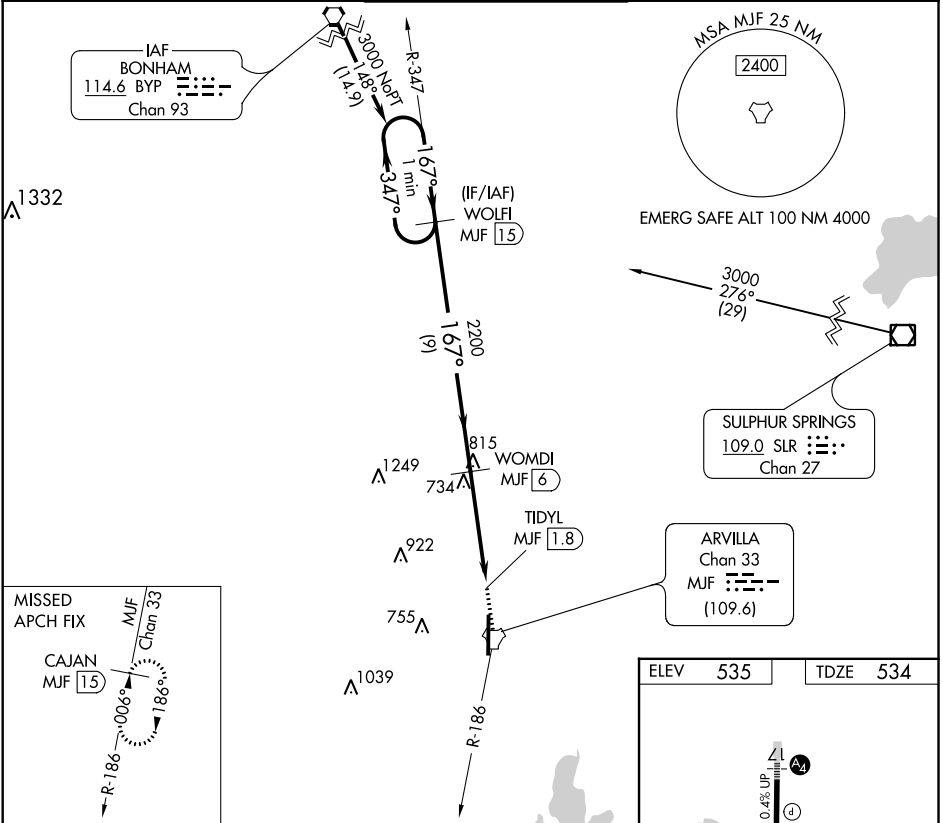 IAF
BONHAM
114.6 BYP
Chan 93
3000 NoPT
148°
(14.9)
R-347
167°
1 min
347°
(IF/IAF)
WOLFI
MJF 15
MSA MJF 25 NM
2400
EMERG SAFE ALT 100 NM 4000
1332
3000
276°
(29)
2200
167°
(9)
SULPHUR SPRINGS
109.0 SLR
Chan 27
815
WOMDI
MJF 6
1249
734
TIDYL
MJF 1.8
922
ARVILLA
Chan 33
MJF
(109.6)
755
1039
R-186
MISSED
APCH FIX
MJF
Chan 33
CAJAN
MJF 15
006°
186°
R-186
ELEV 535
TDZE 534
17
A4
0.4% UP
P